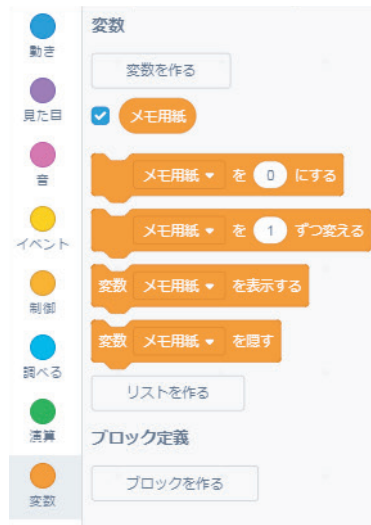 動き
見た目
音
イベント
制御
調べる
演算
変数
変数
変数を作る
メモ用紙
メモ用紙 を 0 にする
メモ用紙 を 1 ずつ変える
変数 メモ用紙 を表示する
変数 メモ用紙 を隠す
リストを作る
ブロック定義
ブロックを作る